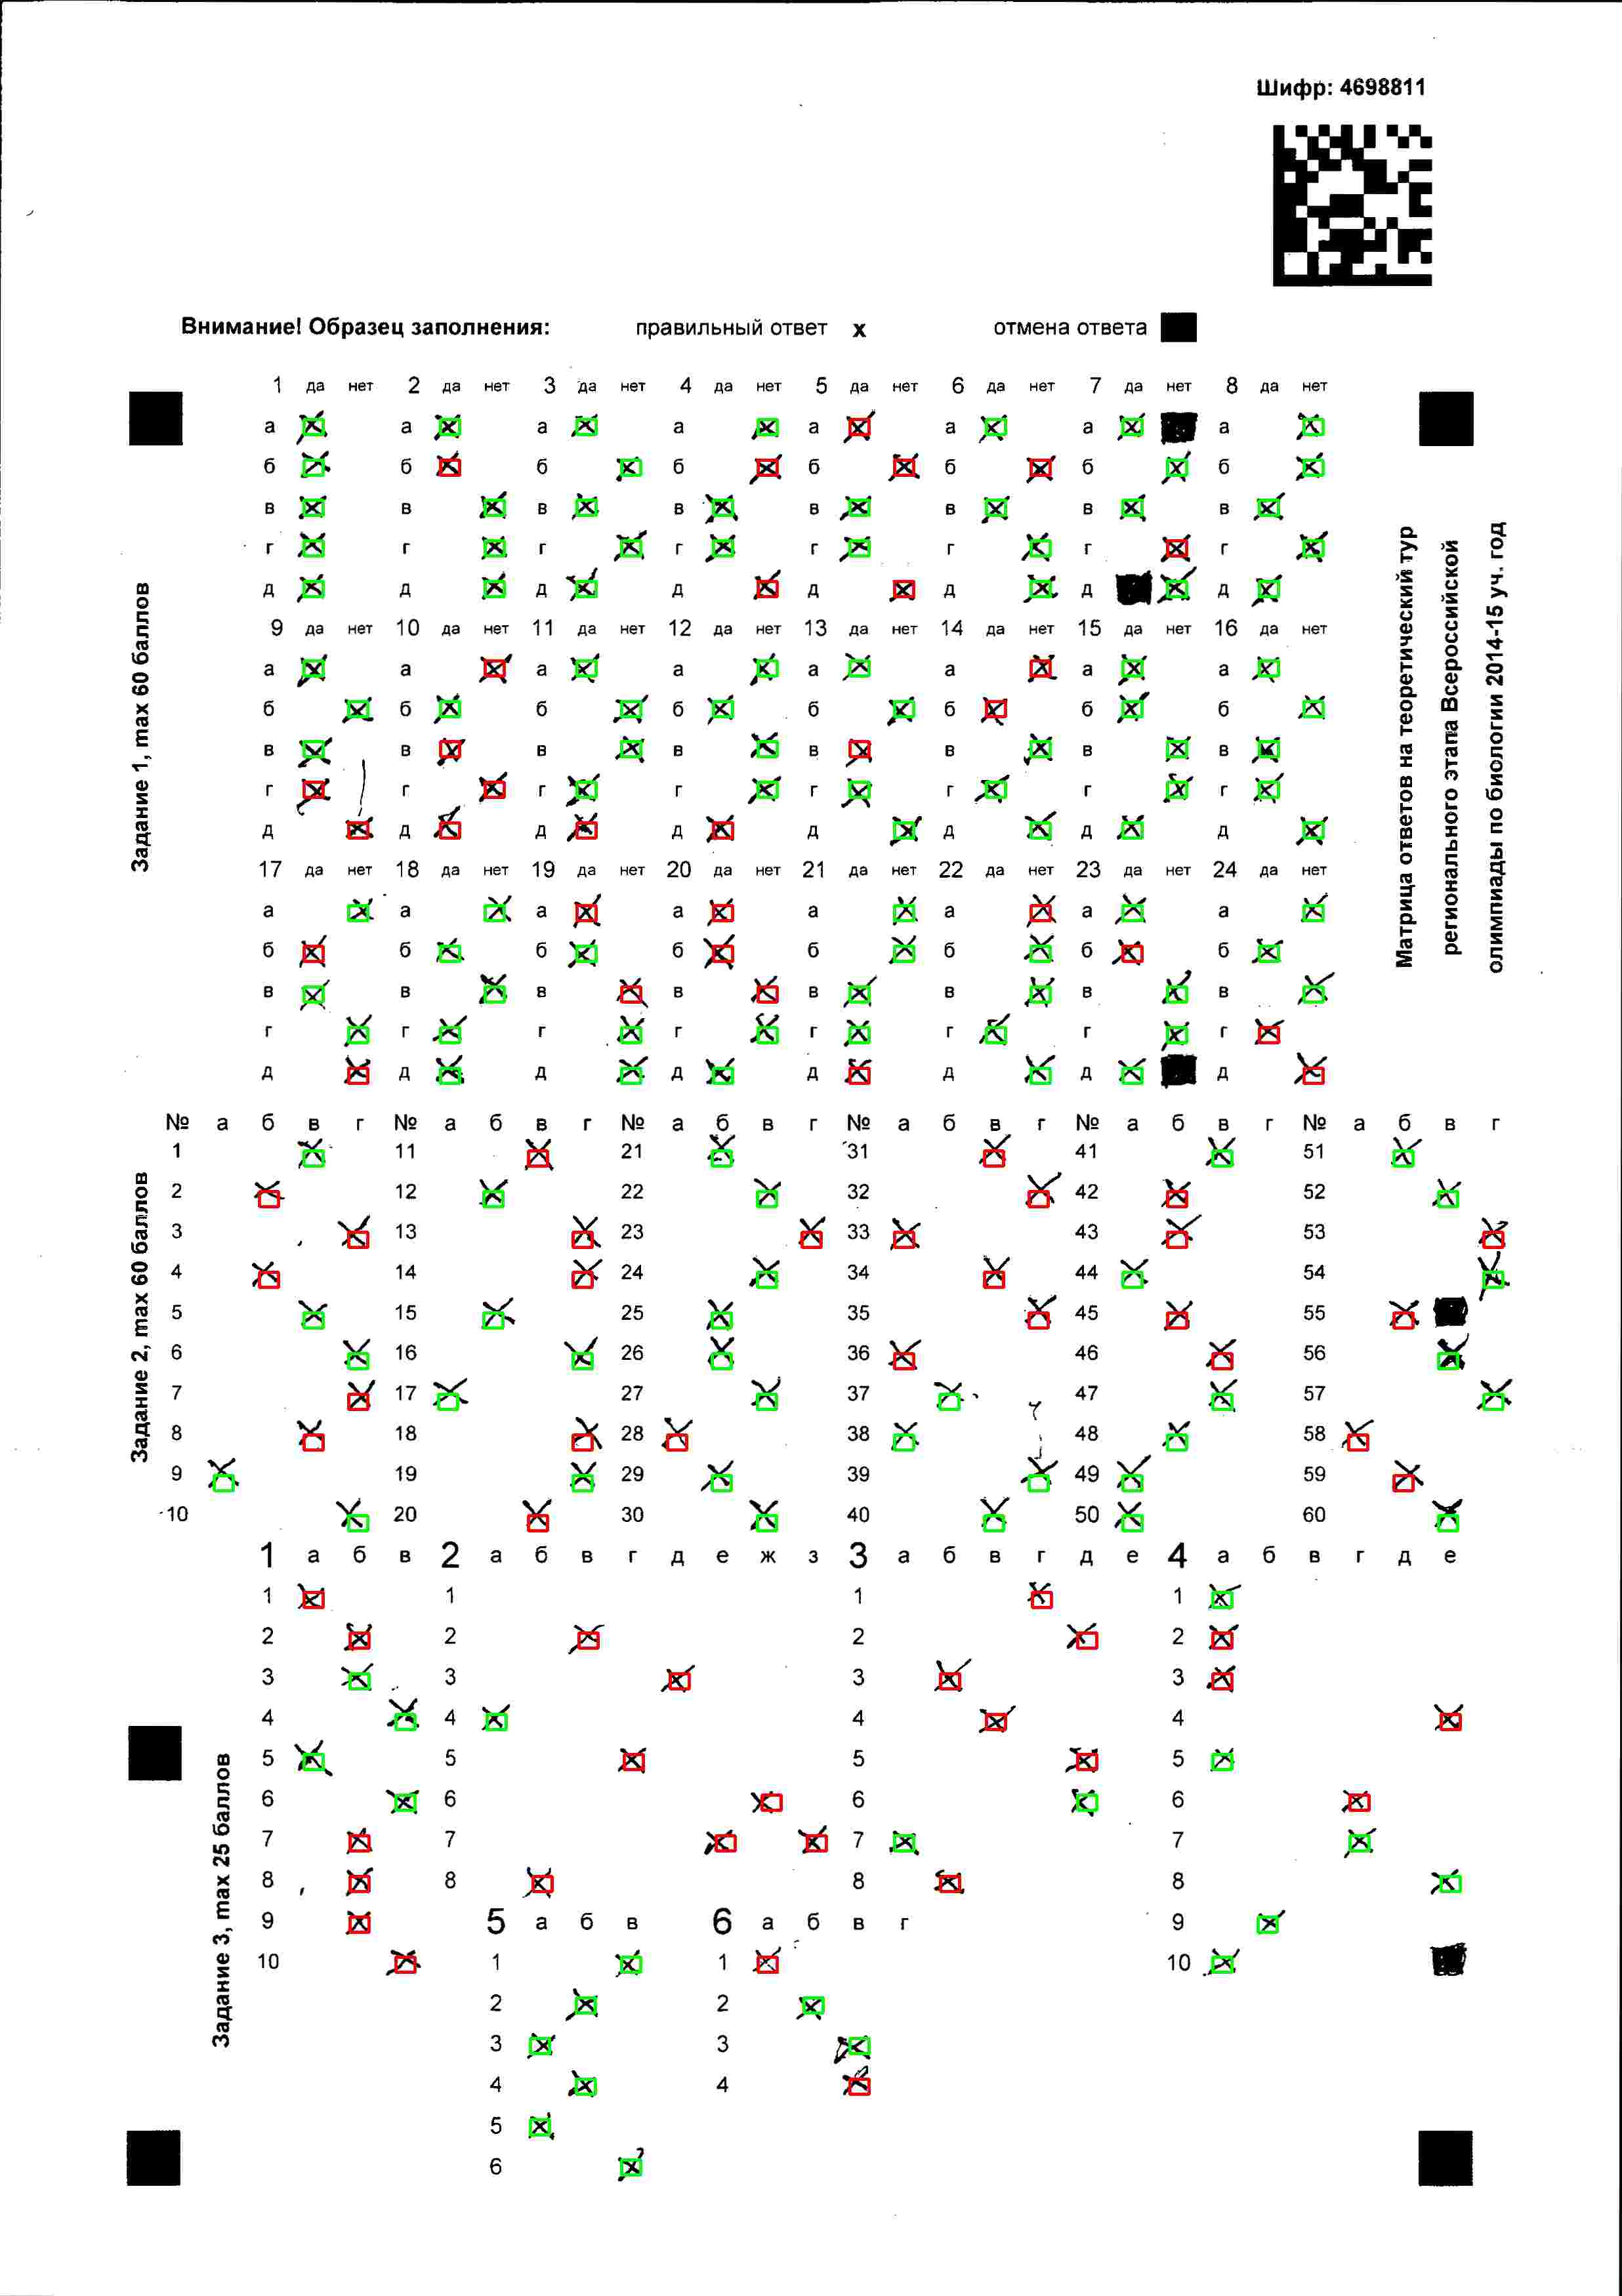 Шифр: 4698811
Внимание! Образец заполнения: правильный ответ x отмена ответа
Матрица ответов на теоретический тур
регионального этапа Всероссийской
олимпиады по биологии 2014-15 уч. год
Задание 1, max 60 баллов
1 да нет 2 да нет 3 да нет 4 да нет 5 да нет 6 да нет 7 да нет 8 да нет
а а а а а а а а
б б б б б б б б
в в в в в в в в
г г г г г г г г
д д д д д д д д
9 да нет 10 да нет 11 да нет 12 да нет 13 да нет 14 да нет 15 да нет 16 да нет
а а а а а а а а
б б б б б б б б
в в в в в в в в
г г г г г г г г
д д д д д д д д
17 да нет 18 да нет 19 да нет 20 да нет 21 да нет 22 да нет 23 да нет 24 да нет
а а а а а а а а
б б б б б б б б
в в в в в в в в
г г г г г г г г
д д д д д д д д
Задание 2, max 60 баллов
№ а б в г № а б в г № а б в г № а б в г № а б в г № а б в г
1 11 21 31 41 51
2 12 22 32 42 52
3 13 23 33 43 53
4 14 24 34 44 54
5 15 25 35 45 55
6 16 26 36 46 56
7 17 27 37 47 57
8 18 28 38 48 58
9 19 29 39 49 59
10 20 30 40 50 60
Задание 3, max 25 баллов
1 а б в 2 а б в г д е ж з 3 а б в г д е 4 а б в г д е
1 1 1 1
2 2 2 2
3 3 3 3
4 4 4 4
5 5 5 5
6 6 6 6
7 7 7 7
8 8 8 8
9 5 а б в 6 а б в г 9
10 1 1 10
2 2
3 3
4 4
5
6